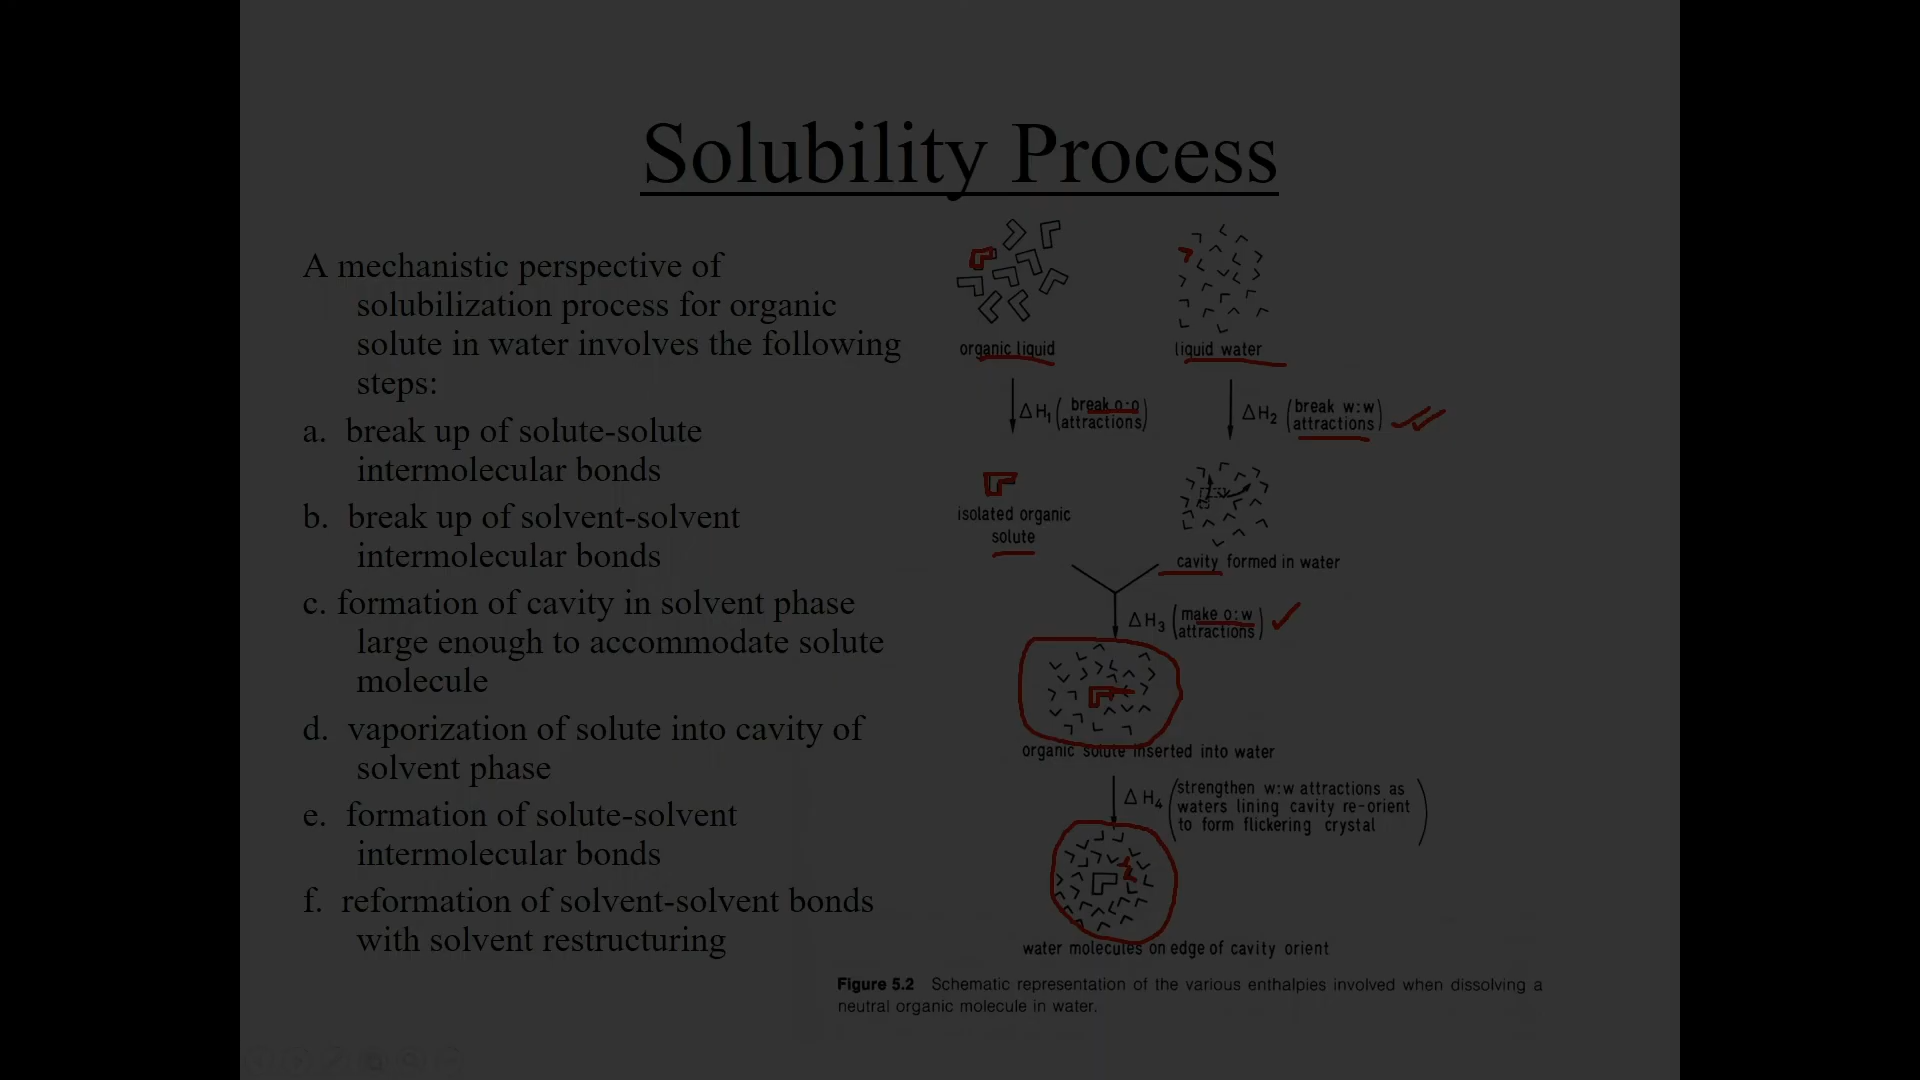 Solubility Process
A mechanistic perspective of
solubilization process for organic
solute in water involves the following
steps:
a. break up of solute-solute
intermolecular bonds
b. break up of solvent-solvent
intermolecular bonds
c. formation of cavity in solvent phase
large enough to accommodate solute
molecule
d. vaporization of solute into cavity of
solvent phase
e. formation of solute-solvent
intermolecular bonds
f. reformation of solvent-solvent bonds
with solvent restructuring
organic liquid
liquid water
ΔH₁ (break o:o
attractions)
ΔH₂ (break w:w
attractions)
isolated organic
solute
cavity formed in water
ΔH₃ (make o:w
attractions)
organic solute inserted into water
ΔH₄ (strengthen w:w attractions as
waters lining cavity re-orient
to form flickering crystal)
water molecules on edge of cavity orient
Figure 5.2 Schematic representation of the various enthalpies involved when dissolving a
neutral organic molecule in water.